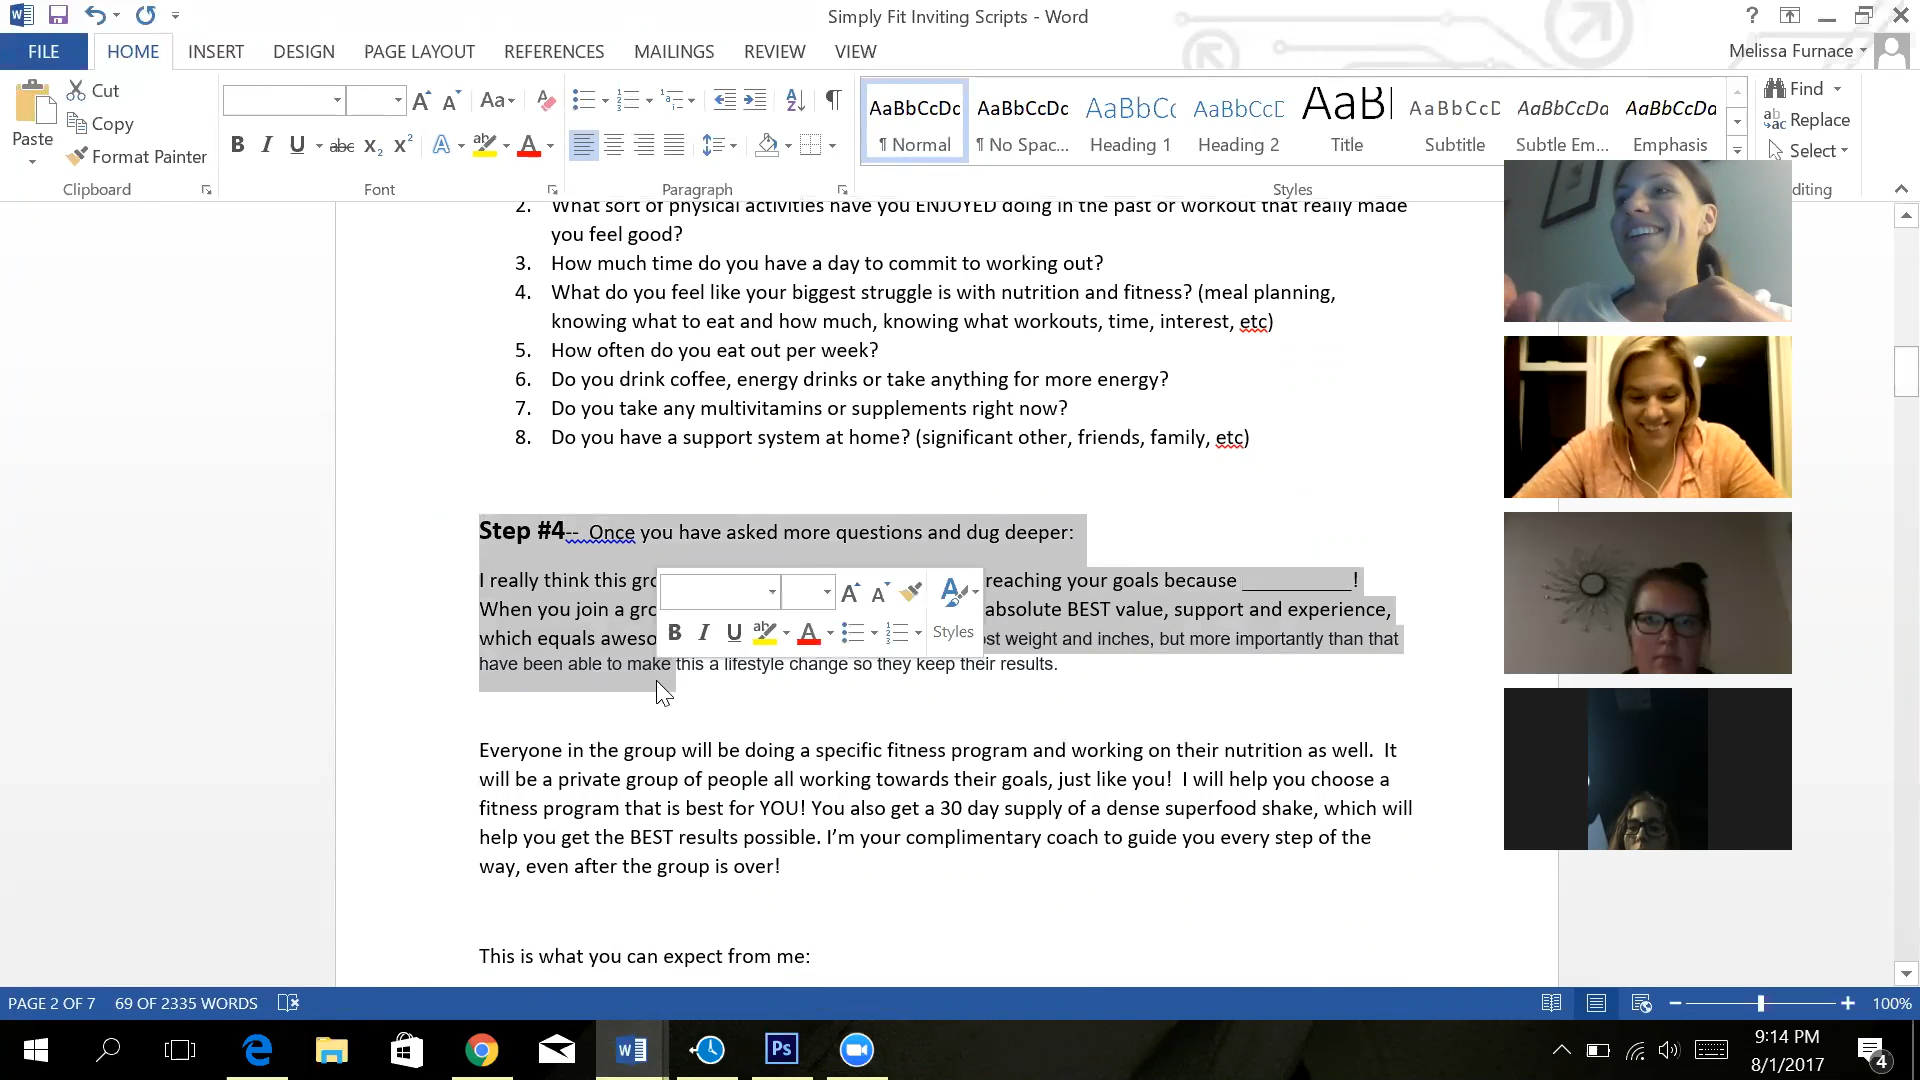 Simply Fit Inviting Scripts - Word
FILE
HOME
INSERT
DESIGN
PAGE LAYOUT
REFERENCES
MAILINGS
REVIEW
VIEW
Melissa Furnace
Paste
Cut
Copy
Format Painter
Clipboard
Font
Paragraph
AaBbCcDc
¶ Normal
AaBbCcDc
¶ No Spac...
AaBbCc
Heading 1
AaBbCcD
Heading 2
AaBl
Title
AaBbCcD
Subtitle
AaBbCcDa
Subtle Em...
AaBbCcDa
Emphasis
Styles
Find
Replace
Select
diting
2. What sort of physical activities have you ENJOYED doing in the past or workout that really made
you feel good?
3. How much time do you have a day to commit to working out?
4. What do you feel like your biggest struggle is with nutrition and fitness? (meal planning,
knowing what to eat and how much, knowing what workouts, time, interest, etc)
5. How often do you eat out per week?
6. Do you drink coffee, energy drinks or take anything for more energy?
7. Do you take any multivitamins or supplements right now?
8. Do you have a support system at home? (significant other, friends, family, etc)
Step #4-- Once you have asked more questions and dug deeper:
I really think this gro reaching your goals because __________!
When you join a gro absolute BEST value, support and experience,
which equals aweso ost weight and inches, but more importantly than that
have been able to make this a lifestyle change so they keep their results.
Styles
Everyone in the group will be doing a specific fitness program and working on their nutrition as well. It
will be a private group of people all working towards their goals, just like you! I will help you choose a
fitness program that is best for YOU! You also get a 30 day supply of a dense superfood shake, which will
help you get the BEST results possible. I'm your complimentary coach to guide you every step of the
way, even after the group is over!
This is what you can expect from me:
PAGE 2 OF 7
69 OF 2335 WORDS
100%
9:14 PM
8/1/2017
4